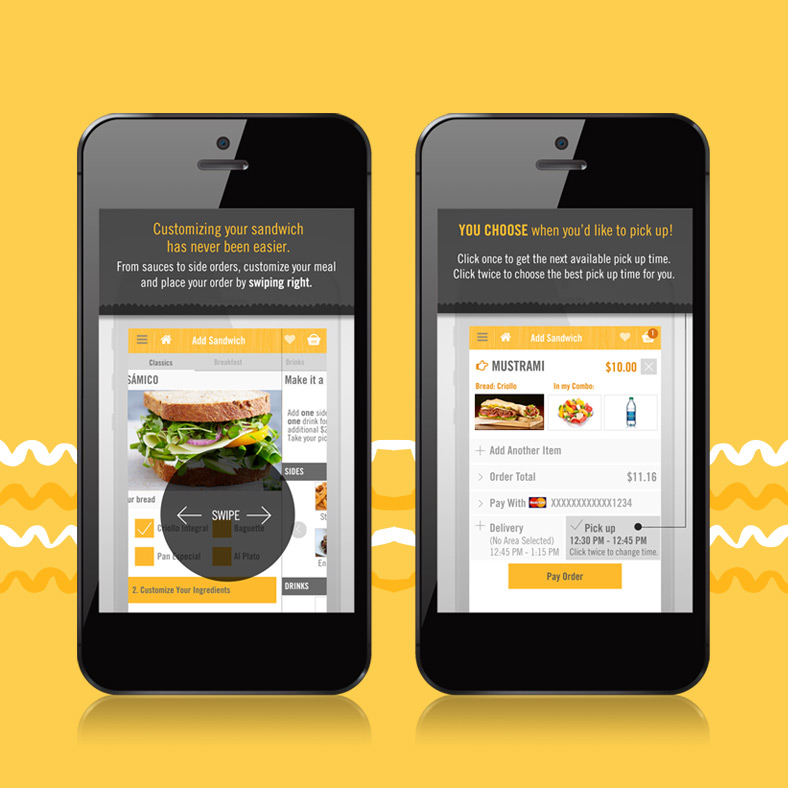 Customizing your sandwich
has never been easier.
From sauces to side orders, customize your meal
and place your order by swiping right.
Add Sandwich
Classics Breakfast Drinks
SÁMICO
Make it a
Add one side
one drink for
additional $2
Take your pic
ur bread
SIDES
SWIPE
Criollo Integral Baguette
Pan Especial Al Plato
St
En
2. Customize Your Ingredients
DRINKS
YOU CHOOSE when you'd like to pick up!
Click once to get the next available pick up time.
Click twice to choose the best pick up time for you.
Add Sandwich
1
MUSTRAMI $10.00
Bread: Criollo In my Combo:
Add Another Item
Order Total $11.16
Pay With MasterCard XXXXXXXXXXXX1234
Delivery
(No Area Selected)
12:45 PM - 1:15 PM
Pick up
12:30 PM - 12:45 PM
Click twice to change time.
Pay Order